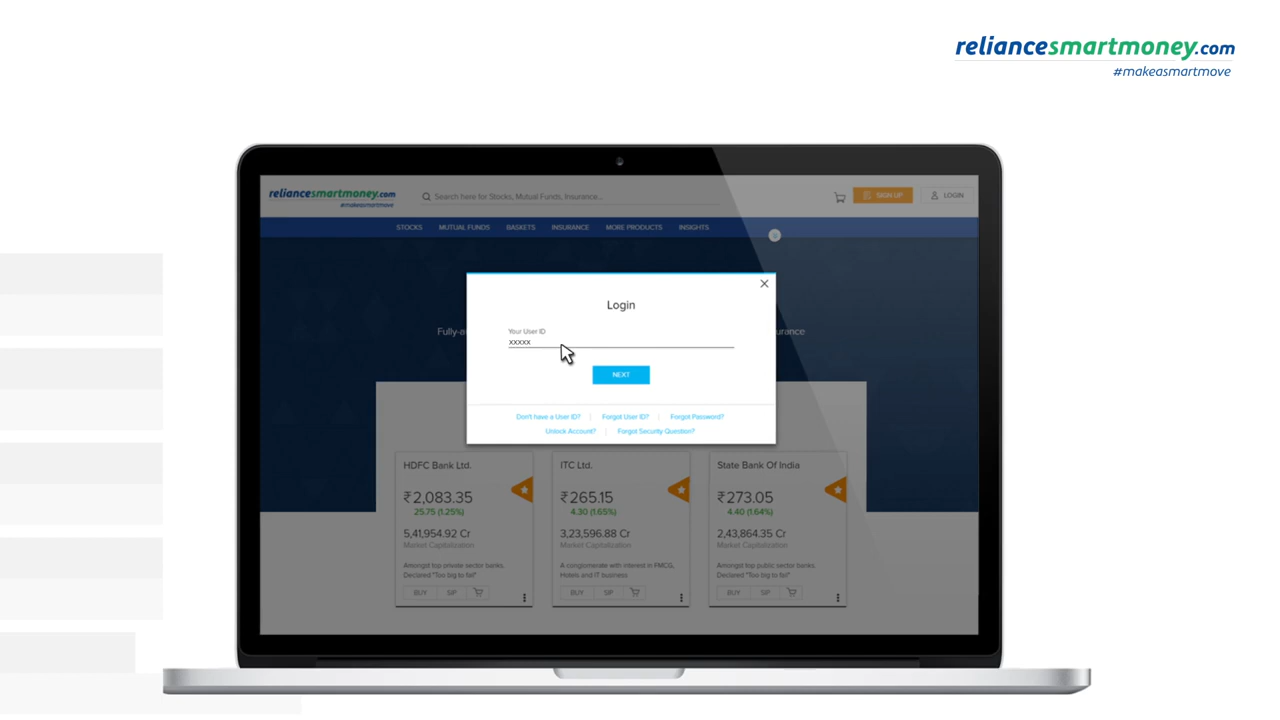 reliancesmartmoney.com
#makeasmartmove
reliancesmartmoney.com
#makeasmartmove
Search here for Stocks, Mutual Funds, Insurance...
SIGN UP
LOGIN
STOCKS MUTUAL FUNDS BASKETS INSURANCE MORE PRODUCTS INSIGHTS
Login
Your User ID
xxxxx
NEXT
Don't have a User ID? | Forgot User ID? | Forgot Password?
Unlock Account? | Forgot Security Question?
HDFC Bank Ltd.
₹2,083.35
25.75 (1.25%)
5,41,954.92 Cr
Market Capitalization
Amongst top private sector banks.
Declared "Too big to fail"
BUY SIP
ITC Ltd.
₹265.15
4.30 (1.65%)
3,23,596.88 Cr
Market Capitalization
A conglomerate with interest in FMCG,
Hotels and IT business
BUY SIP
State Bank Of India
₹273.05
4.40 (1.64%)
2,43,864.35 Cr
Market Capitalization
Amongst top public sector banks.
Declared "Too big to fail"
BUY SIP